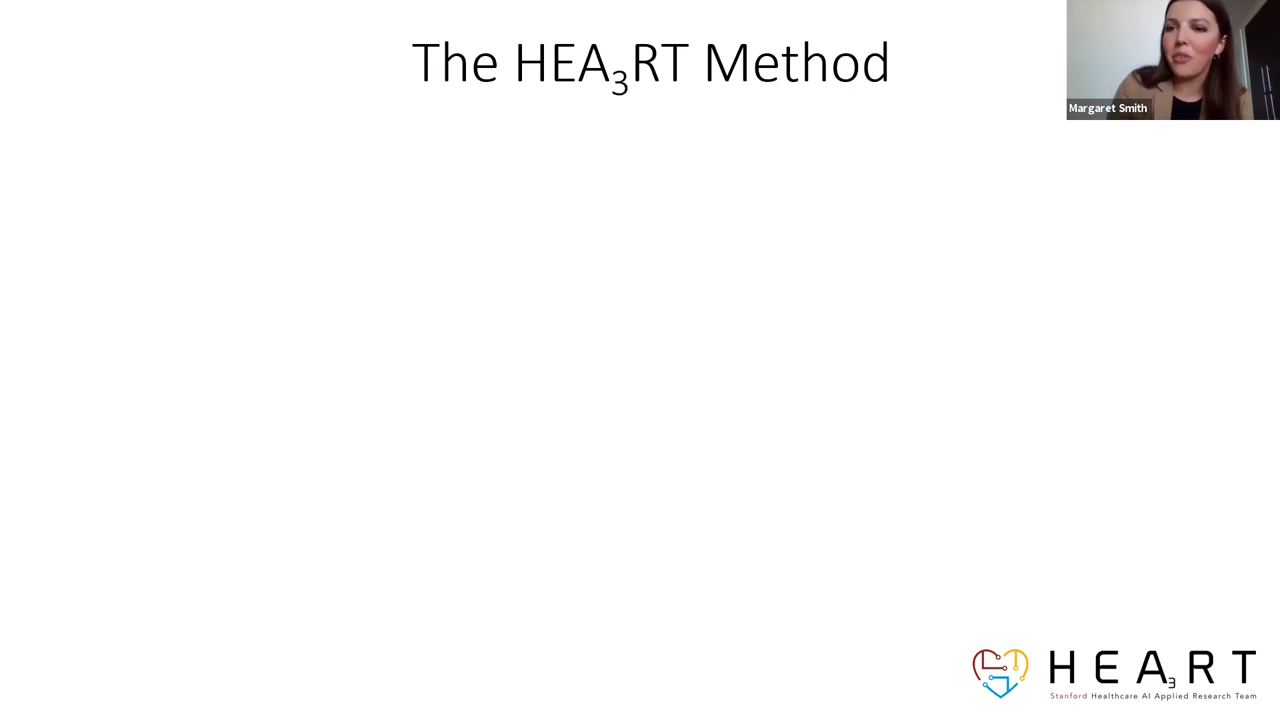 The HEA₃RT Method
Margaret Smith
HEA₃RT
Stanford Healthcare AI Applied Research Team